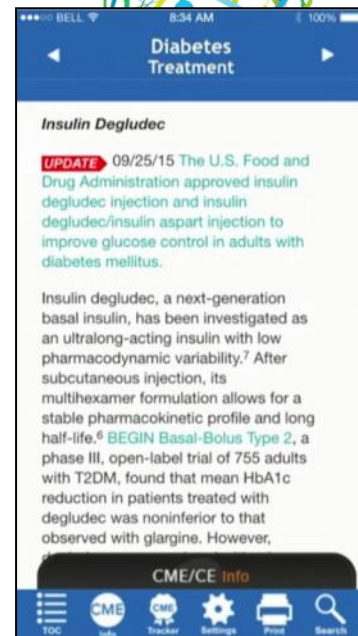 BELL 8:34 AM 100%
Diabetes
Treatment
Insulin Degludec
UPDATE 09/25/15 The U.S. Food and
Drug Administration approved insulin
degludec injection and insulin
degludec/insulin aspart injection to
improve glucose control in adults with
diabetes mellitus.
Insulin degludec, a next-generation
basal insulin, has been investigated as
an ultralong-acting insulin with low
pharmacodynamic variability.7 After
subcutaneous injection, its
multihexamer formulation allows for a
stable pharmacokinetic profile and long
half-life.6 BEGIN Basal-Bolus Type 2, a
phase III, open-label trial of 755 adults
with T2DM, found that mean HbA1c
reduction in patients treated with
degludec was noninferior to that
observed with glargine. However,
CME/CE Info
CME CME
TOC Info Tracker Settings Print Search